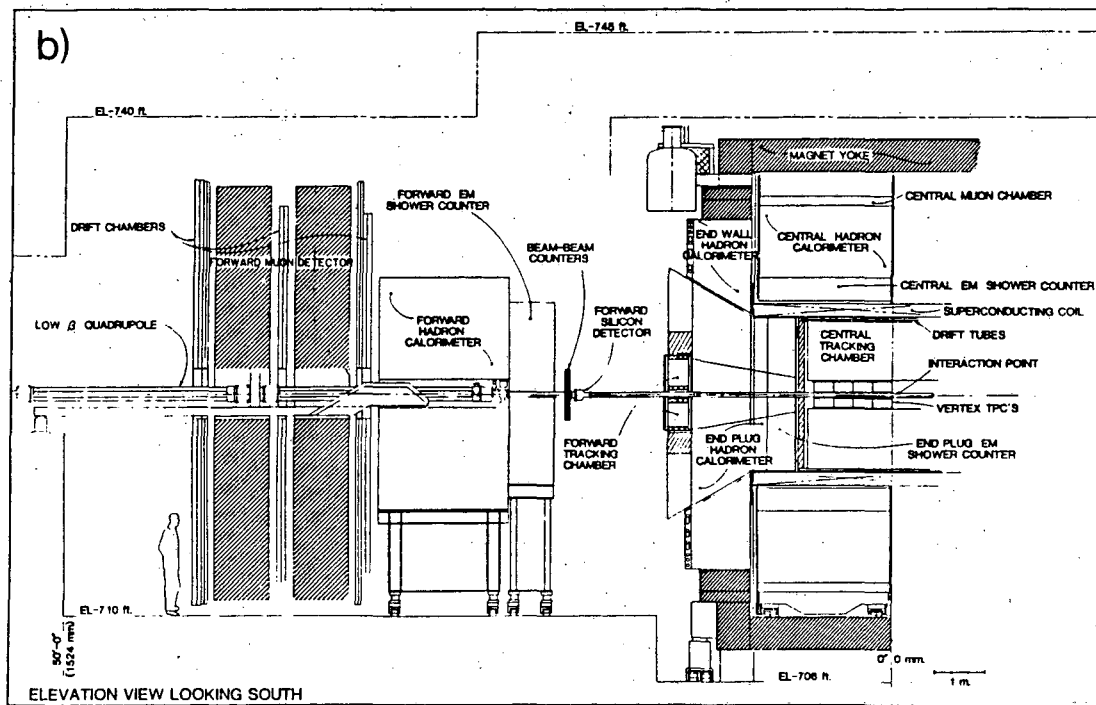 b)
EL-748 ft.
EL-740 ft.
MAGNET YOKE
FORWARD EM
SHOWER COUNTER
CENTRAL MUON CHAMBER
DRIFT CHAMBERS
FORWARD MUON DETECTOR
BEAM-BEAM
COUNTERS
END WALL
HADRON
CALORIMETER
CENTRAL HADRON
CALORIMETER
CENTRAL EM SHOWER COUNTER
LOW β QUADRUPOLE
FORWARD
HADRON
CALORIMETER
FORWARD
SILICON
DETECTOR
SUPERCONDUCTING COIL
CENTRAL
TRACKING
CHAMBER
DRIFT TUBES
INTERACTION POINT
VERTEX TPC'S
FORWARD
TRACKING
CHAMBER
END PLUG
HADRON
CALORIMETER
END PLUG EM
SHOWER COUNTER
EL-710 ft.
50'-0"
(1524 mm)
EL-706 ft.
0" 0 mm.
1 m.
ELEVATION VIEW LOOKING SOUTH